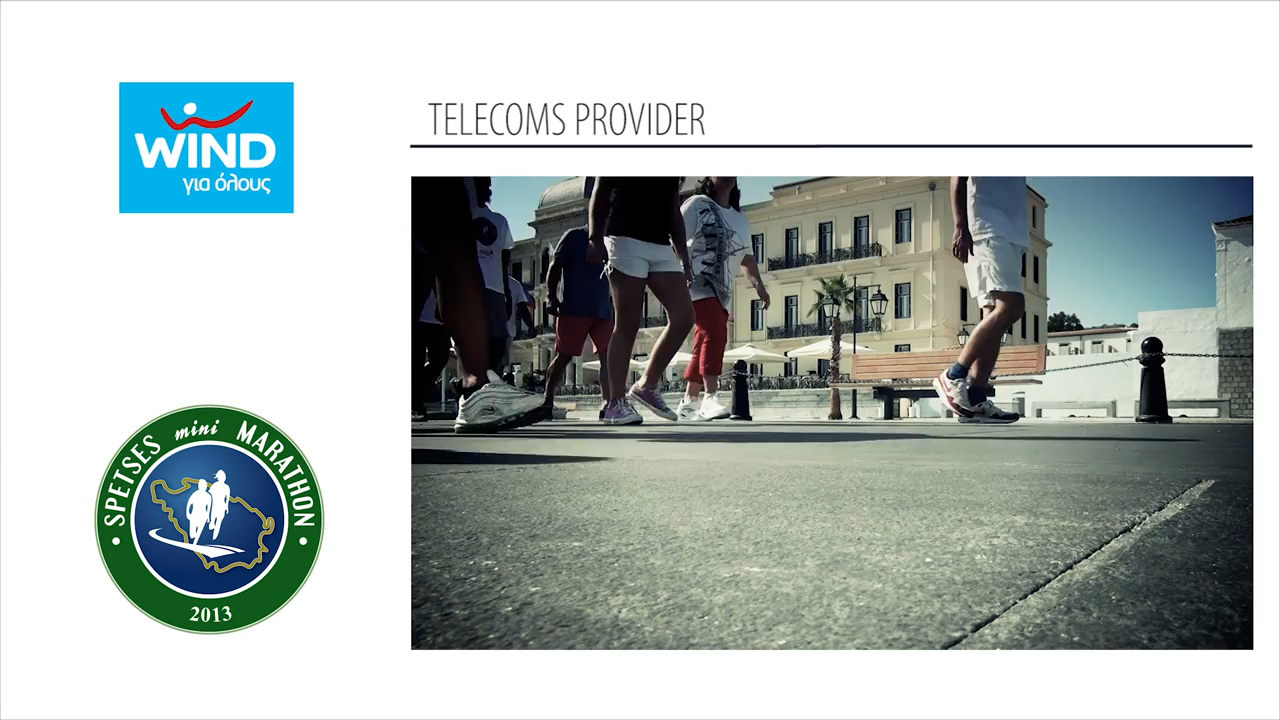 WIND
για όλους
TELECOMS PROVIDER
SPETSES mini MARATHON
2013